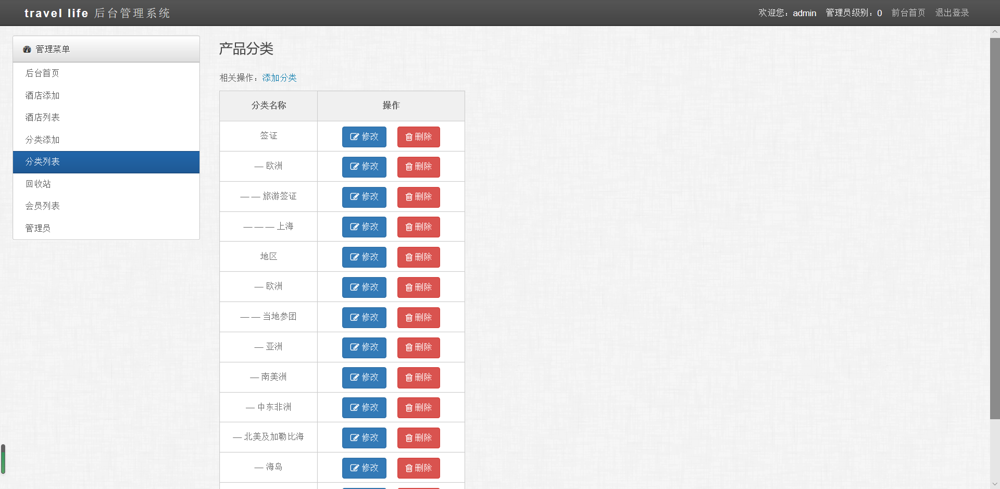 travel life 后台管理系统
欢迎您：admin 管理员级别：0 前台首页 退出登录
管理菜单
后台首页
酒店添加
酒店列表
分类添加
分类列表
回收站
会员列表
管理员
产品分类
相关操作：添加分类
分类名称 操作
签证 修改 删除
— 欧洲 修改 删除
— — 旅游签证 修改 删除
— — — 上海 修改 删除
地区 修改 删除
— 欧洲 修改 删除
— — 当地参团 修改 删除
— 亚洲 修改 删除
— 南美洲 修改 删除
— 中东非洲 修改 删除
— 北美及加勒比海 修改 删除
— 海岛 修改 删除